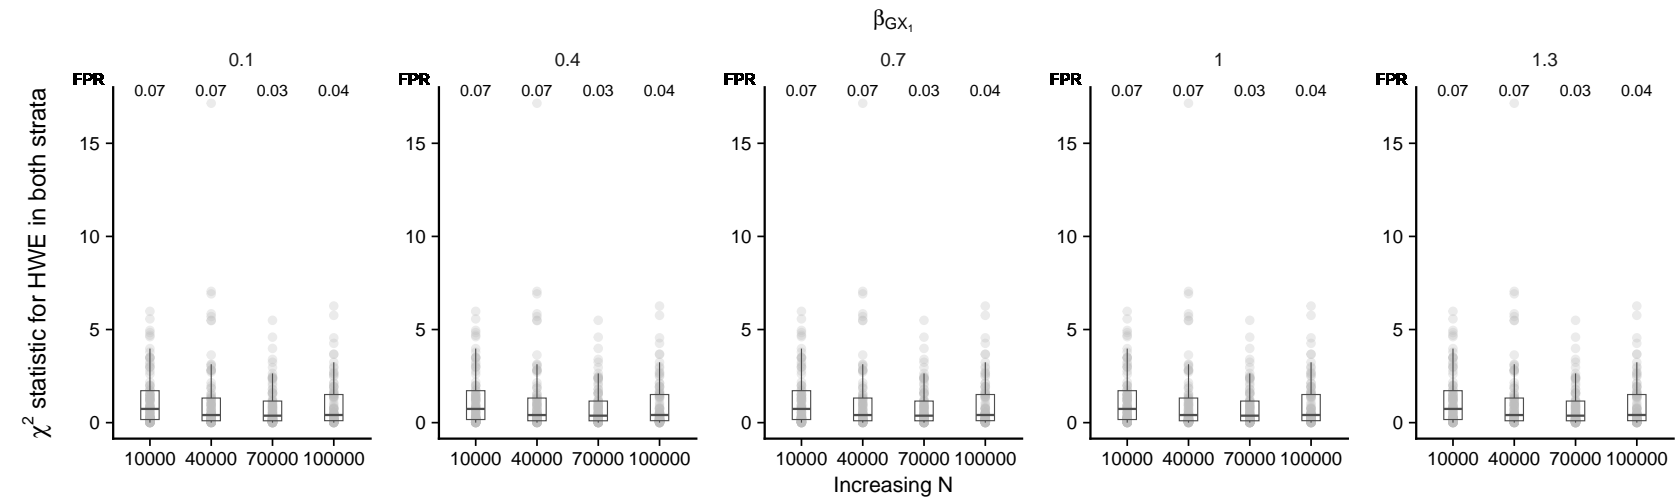 β_GX₁
0.1 0.4 0.7 1 1.3
FPR FPR FPR FPR FPR
0.07 0.07 0.03 0.04 0.07 0.07 0.03 0.04 0.07 0.07 0.03 0.04 0.07 0.07 0.03 0.04 0.07 0.07 0.03 0.04
χ² statistic for HWE in both strata
15 15 15 15 15
10 10 10 10 10
5 5 5 5 5
0 0 0 0 0
10000 40000 70000 100000 10000 40000 70000 100000 10000 40000 70000 100000 10000 40000 70000 100000 10000 40000 70000 100000
Increasing N